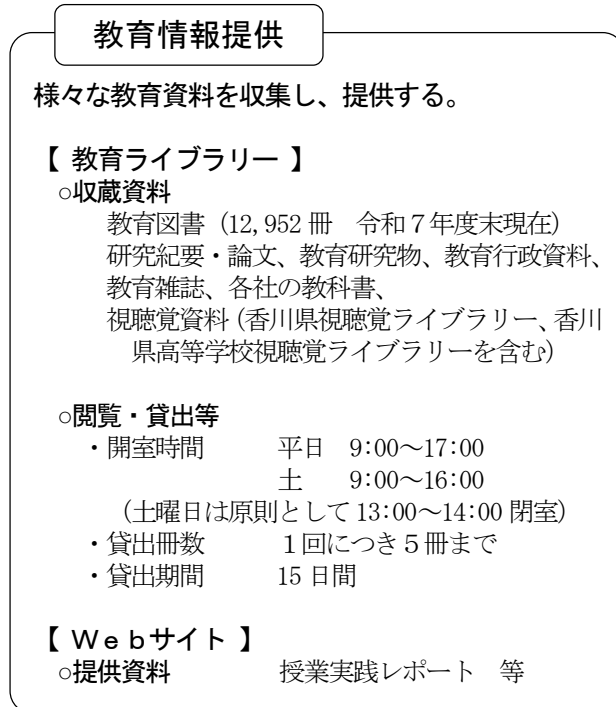 教育情報提供
様々な教育資料を収集し、提供する。
【 教育ライブラリー 】
○収蔵資料
教育図書（12,952 冊　令和７年度末現在）
研究紀要・論文、教育研究物、教育行政資料、
教育雑誌、各社の教科書、
視聴覚資料（香川県視聴覚ライブラリー、香川
県高等学校視聴覚ライブラリーを含む）
○閲覧・貸出等
・開室時間　　平日　9:00～17:00
土　9:00～16:00
（土曜日は原則として 13:00～14:00 閉室）
・貸出冊数　　１回につき５冊まで
・貸出期間　　15 日間
【 Ｗｅｂサイト 】
○提供資料　　授業実践レポート　等